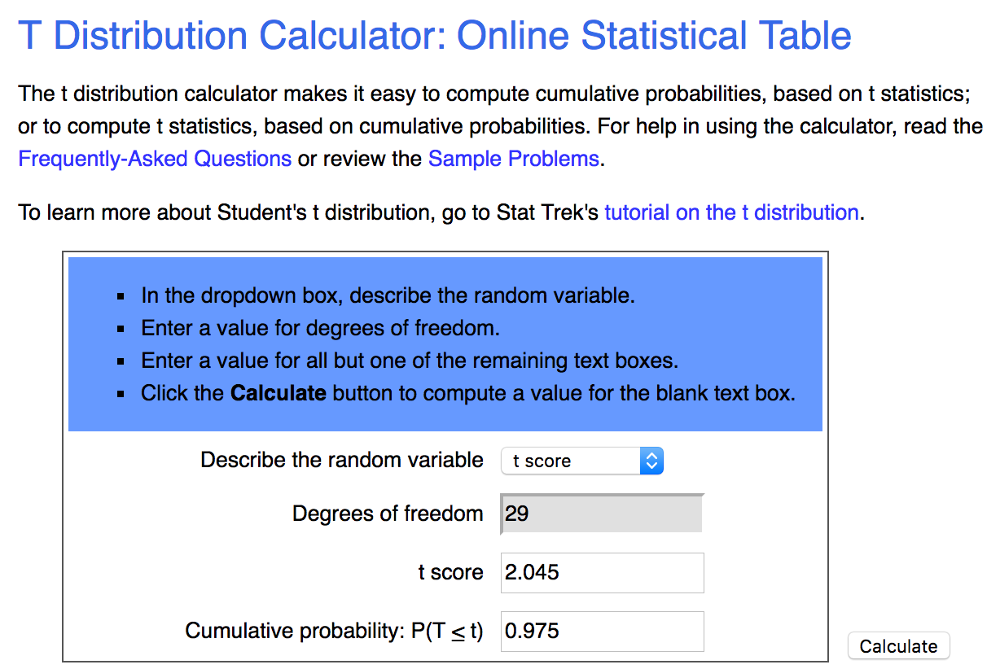 T Distribution Calculator: Online Statistical Table
The t distribution calculator makes it easy to compute cumulative probabilities, based on t statistics;
or to compute t statistics, based on cumulative probabilities. For help in using the calculator, read the
Frequently-Asked Questions or review the Sample Problems.
To learn more about Student's t distribution, go to Stat Trek's tutorial on the t distribution.
▪ In the dropdown box, describe the random variable.
▪ Enter a value for degrees of freedom.
▪ Enter a value for all but one of the remaining text boxes.
▪ Click the Calculate button to compute a value for the blank text box.
Describe the random variable t score
Degrees of freedom 29
t score 2.045
Cumulative probability: P(T ≤ t) 0.975
Calculate